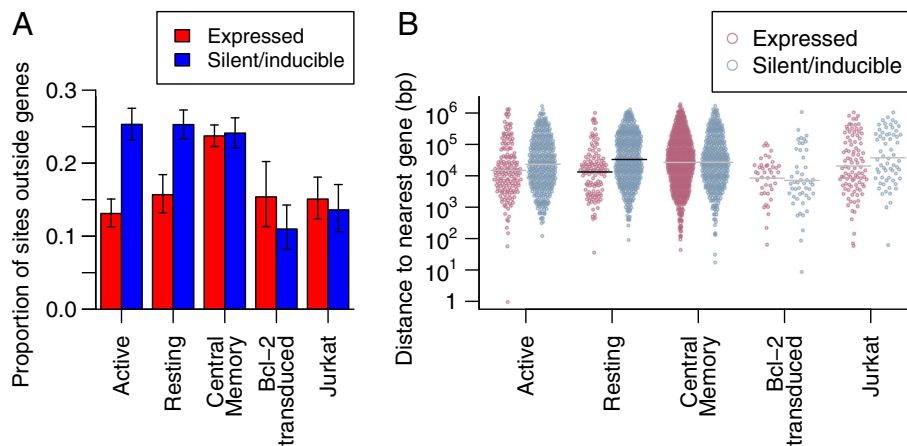 A
Expressed
Silent/inducible
Proportion of sites outside genes
0.3
0.2
0.1
0.0
Active
Resting
Central
Memory
Bcl−2
transduced
Jurkat
B
Expressed
Silent/inducible
Distance to nearest gene (bp)
10⁶
10⁵
10⁴
10³
10²
10¹
1
Active
Resting
Central
Memory
Bcl−2
transduced
Jurkat